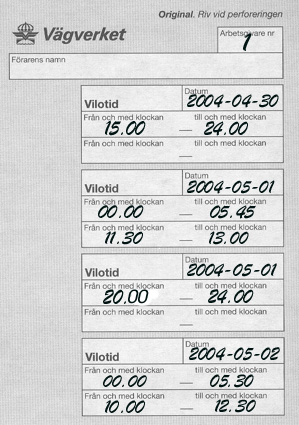 Original. Riv vid perforeringen
Vägverket
Arbetsgivare nr
1
Förarens namn
Vilotid
Datum
2004-04-30
Från och med klockan till och med klockan
15.00 — 24.00
Från och med klockan till och med klockan
—
Vilotid
Datum
2004-05-01
Från och med klockan till och med klockan
00.00 — 05.45
Från och med klockan till och med klockan
11.30 — 13.00
Vilotid
Datum
2004-05-01
Från och med klockan till och med klockan
20.00 — 24.00
Från och med klockan till och med klockan
—
Vilotid
Datum
2004-05-02
Från och med klockan till och med klockan
00.00 — 05.30
Från och med klockan till och med klockan
10.00 — 12.30